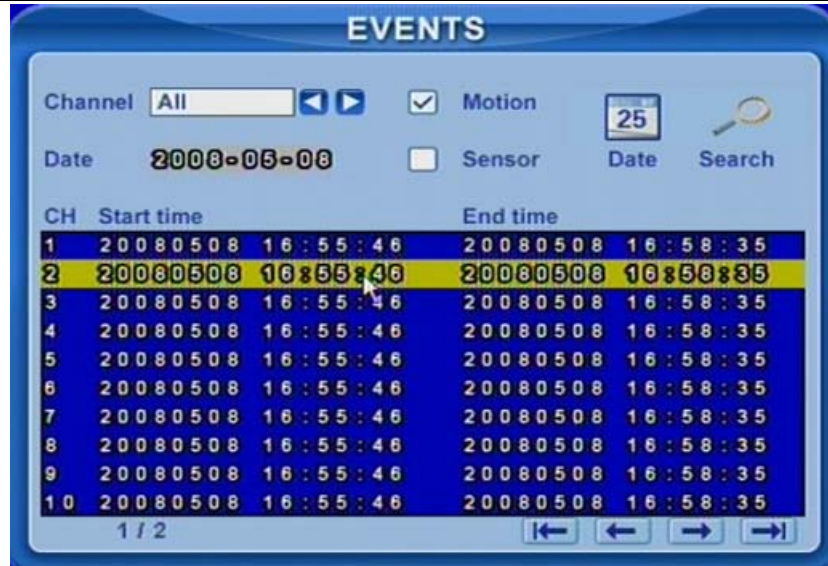 EVENTS
Channel All Motion
25
Date 2008-05-08 Sensor Date Search
CH Start time End time
1 20080508 16:55:46 20080508 16:58:35
2 20080508 16:55:46 20080508 16:58:35
3 20080508 16:55:46 20080508 16:58:35
4 20080508 16:55:46 20080508 16:58:35
5 20080508 16:55:46 20080508 16:58:35
6 20080508 16:55:46 20080508 16:58:35
7 20080508 16:55:46 20080508 16:58:35
8 20080508 16:55:46 20080508 16:58:35
9 20080508 16:55:46 20080508 16:58:35
10 20080508 16:55:46 20080508 16:58:35
1 / 2